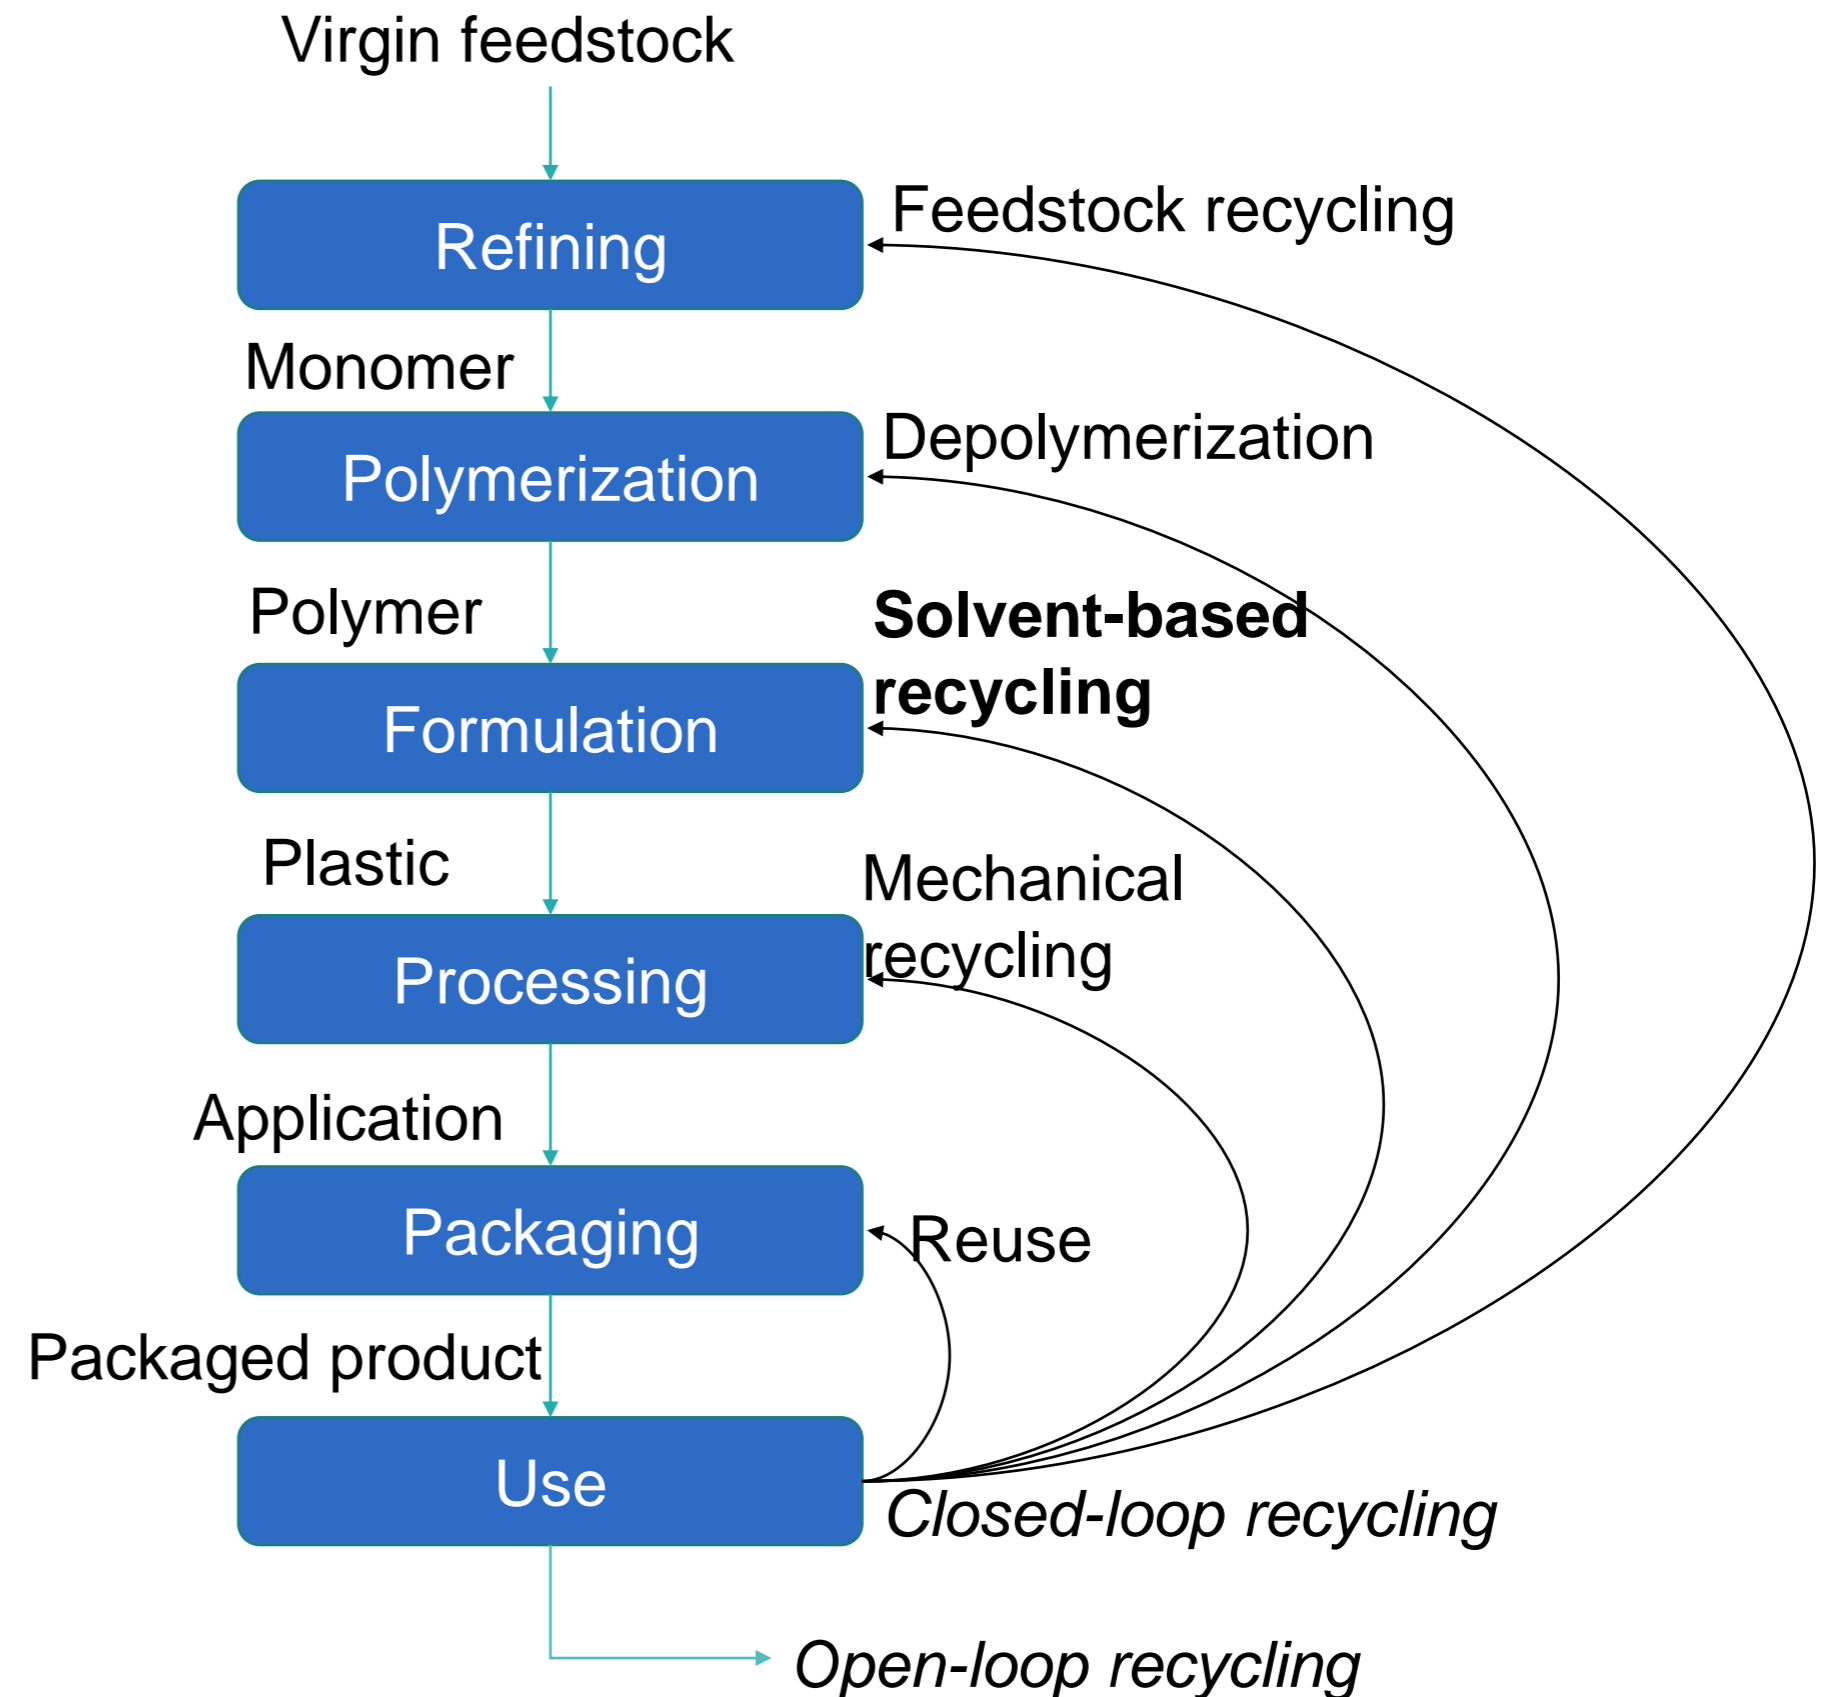 Virgin feedstock
Refining
Feedstock recycling
Monomer
Polymerization
Depolymerization
Polymer
Solvent-based
recycling
Formulation
Plastic
Mechanical
recycling
Processing
Application
Packaging
Reuse
Packaged product
Use
Closed-loop recycling
Open-loop recycling